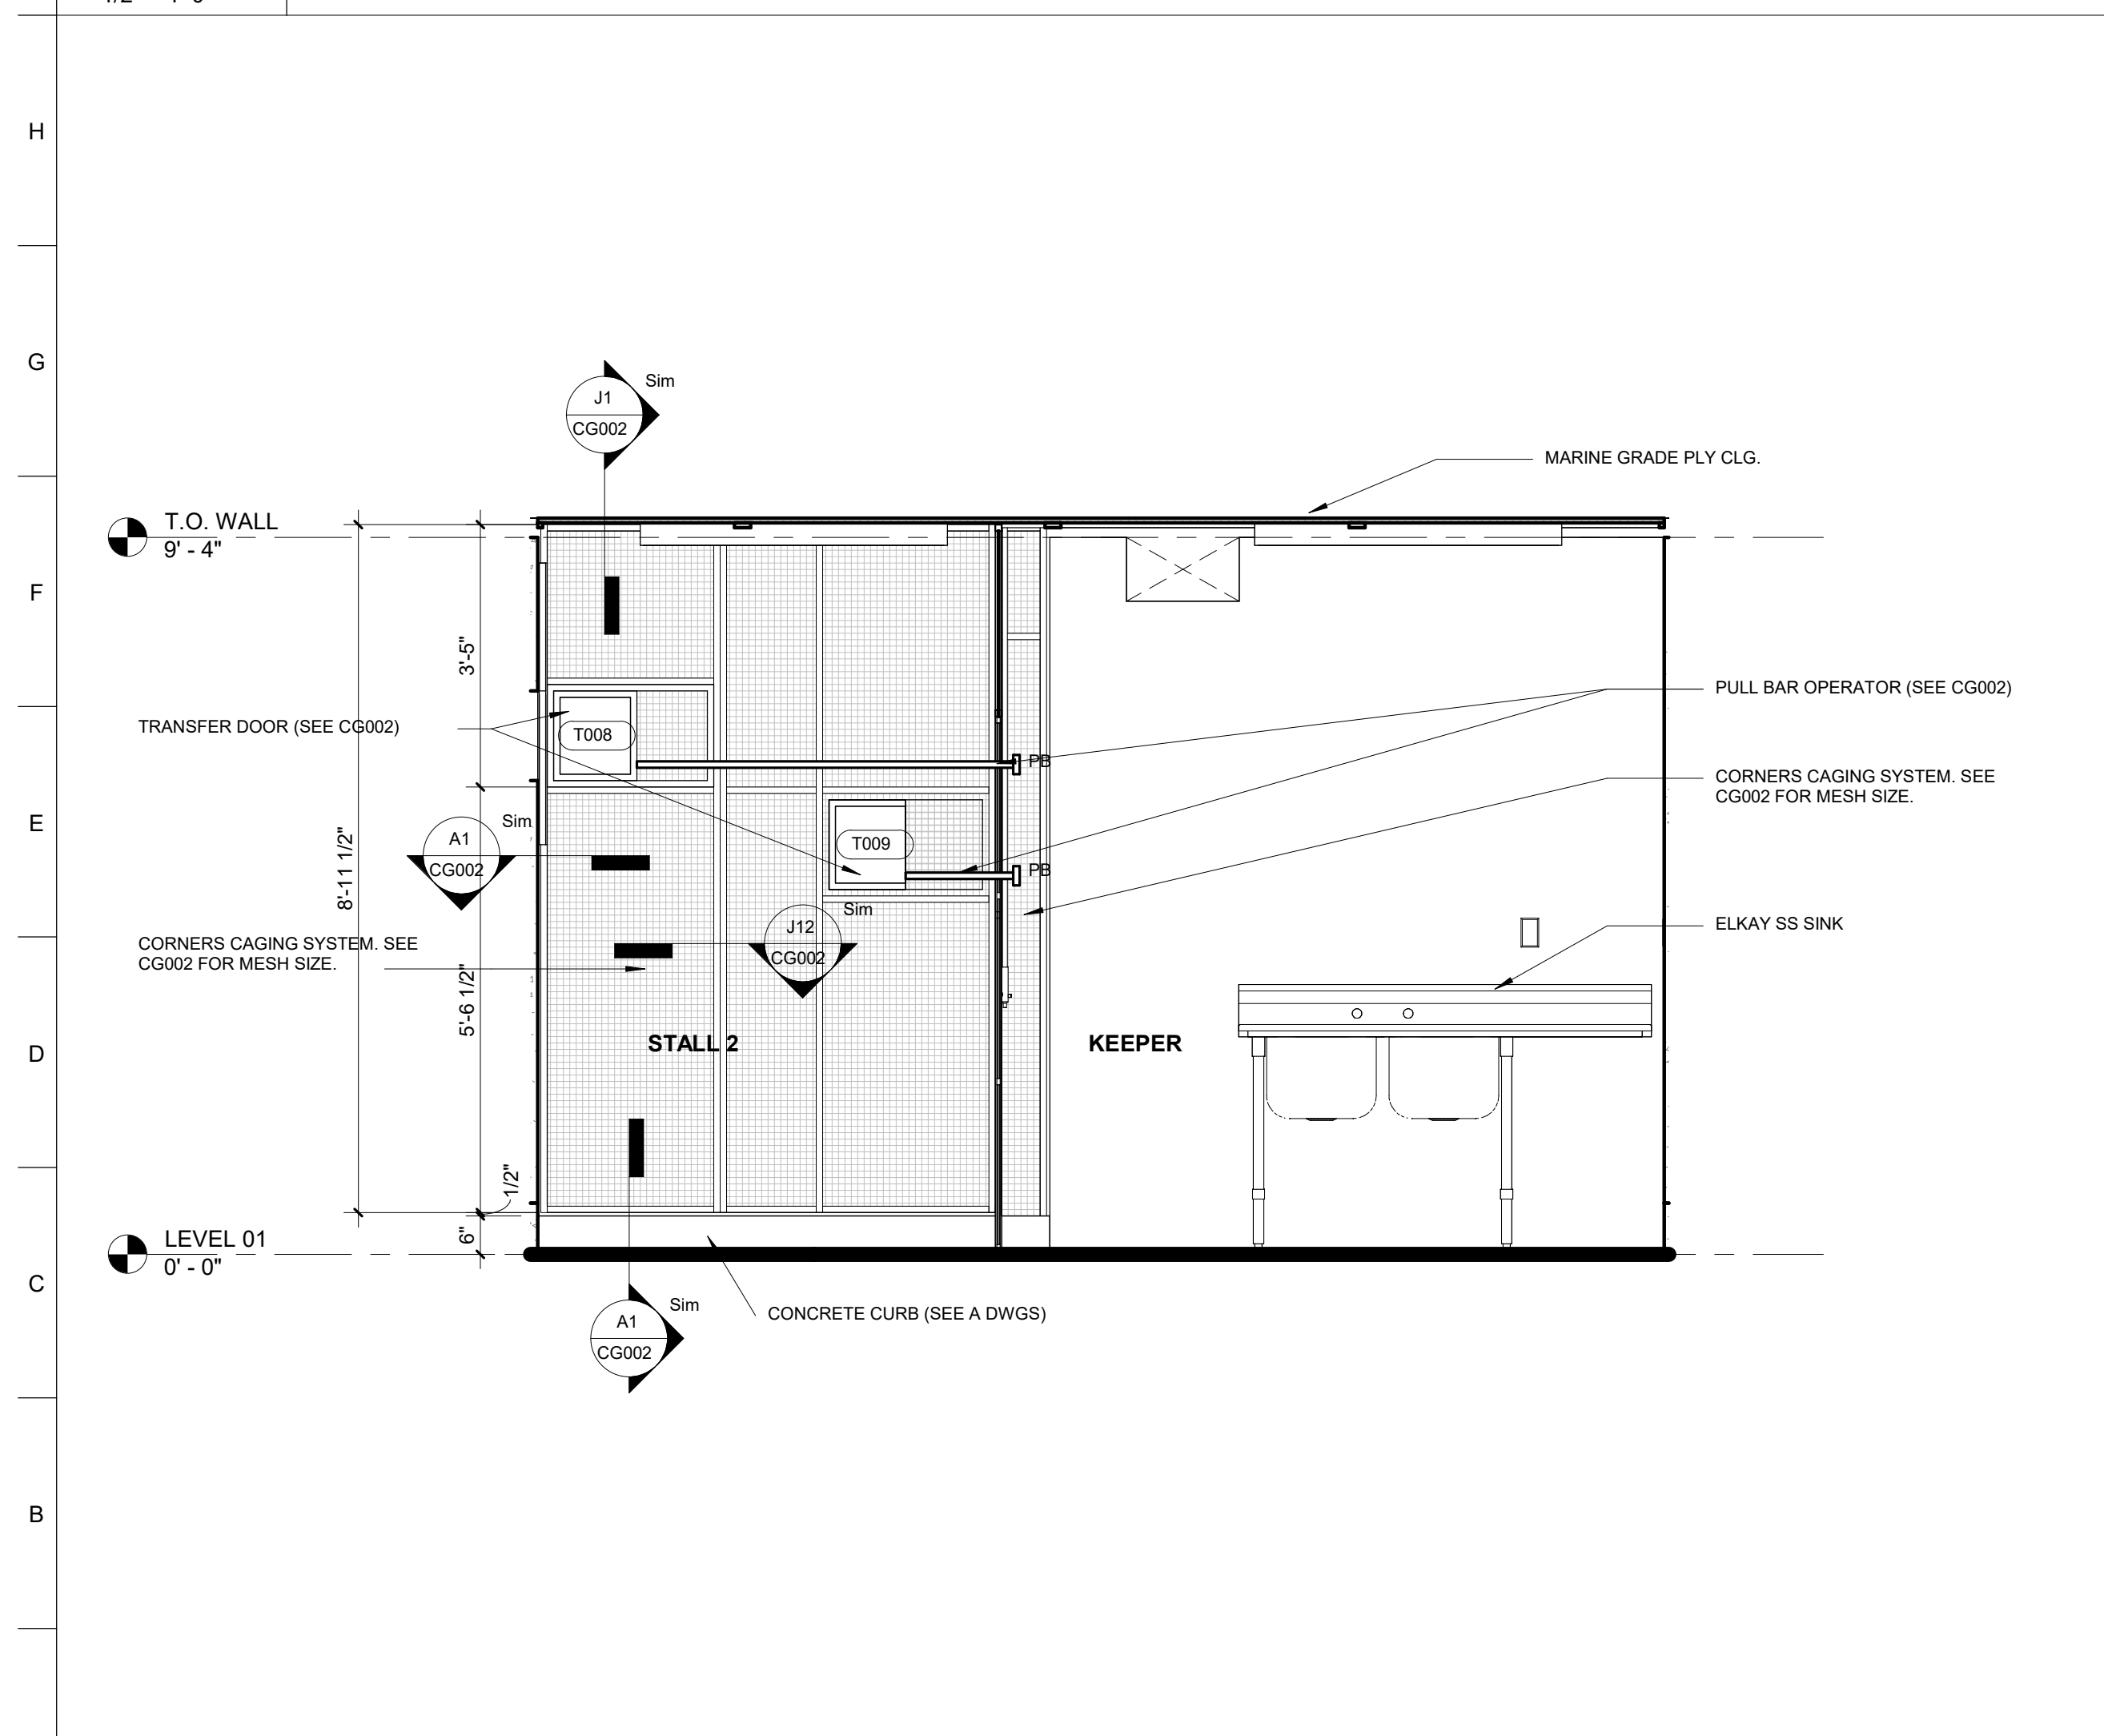 H
G
F
E
D
C
B
J1
CG002
Sim
MARINE GRADE PLY CLG.
T.O. WALL
9' - 4"
3'-5"
PULL BAR OPERATOR (SEE CG002)
TRANSFER DOOR (SEE CG002)
T008
PB
CORNERS CAGING SYSTEM. SEE
CG002 FOR MESH SIZE.
Sim
A1
CG002
T009
PB
8'-11 1/2"
Sim
J12
CG002
ELKAY SS SINK
CORNERS CAGING SYSTEM. SEE
CG002 FOR MESH SIZE.
5'-6 1/2"
STALL 2
KEEPER
1/2"
6"
LEVEL 01
0' - 0"
Sim
A1
CG002
CONCRETE CURB (SEE A DWGS)